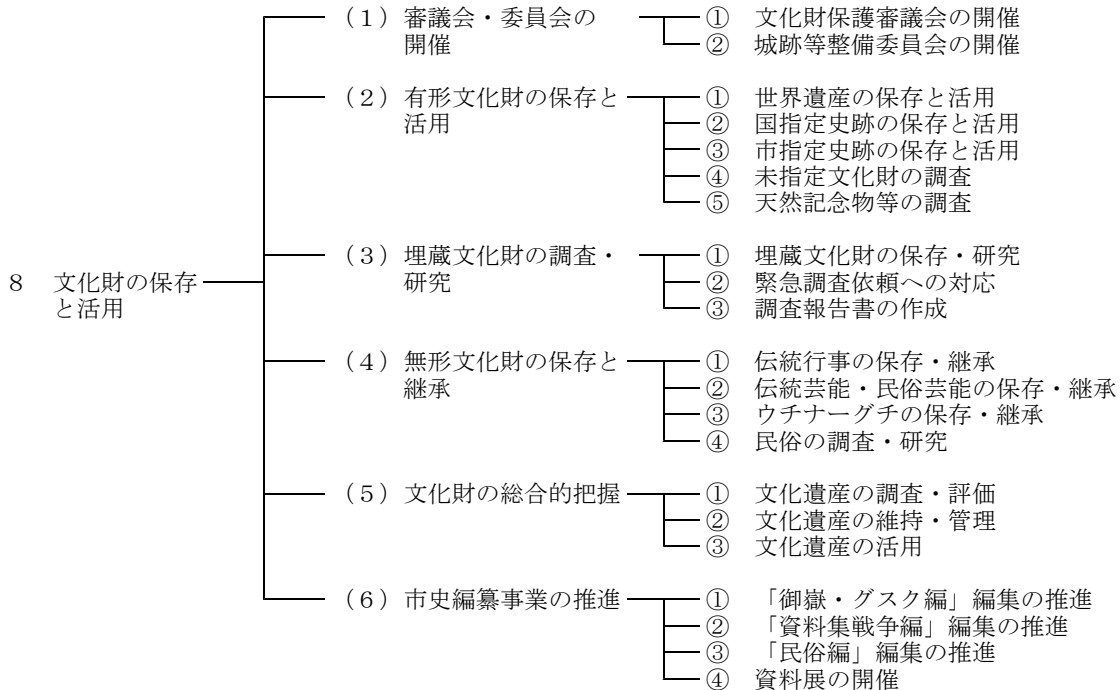 8　文化財の保存と活用
（1）審議会・委員会の開催
①　文化財保護審議会の開催
②　城跡等整備委員会の開催
（2）有形文化財の保存と活用
①　世界遺産の保存と活用
②　国指定史跡の保存と活用
③　市指定史跡の保存と活用
④　未指定文化財の調査
⑤　天然記念物等の調査
（3）埋蔵文化財の調査・研究
①　埋蔵文化財の保存・研究
②　緊急調査依頼への対応
③　調査報告書の作成
（4）無形文化財の保存と継承
①　伝統行事の保存・継承
②　伝統芸能・民俗芸能の保存・継承
③　ウチナーグチの保存・継承
④　民俗の調査・研究
（5）文化財の総合的把握
①　文化遺産の調査・評価
②　文化遺産の維持・管理
③　文化遺産の活用
（6）市史編纂事業の推進
①　「御嶽・グスク編」編集の推進
②　「資料集戦争編」編集の推進
③　「民俗編」編集の推進
④　資料展の開催